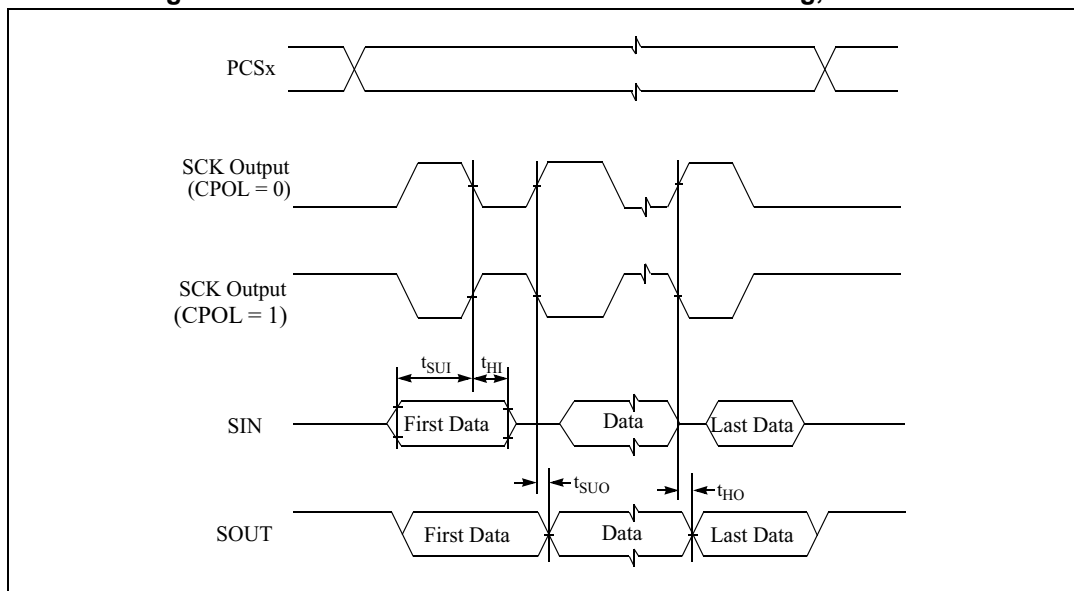 PCSx
SCK Output
(CPOL = 0)
SCK Output
(CPOL = 1)
tSUI
tHI
SIN
First Data
Data
Last Data
tSUO
tHO
SOUT
First Data
Data
Last Data